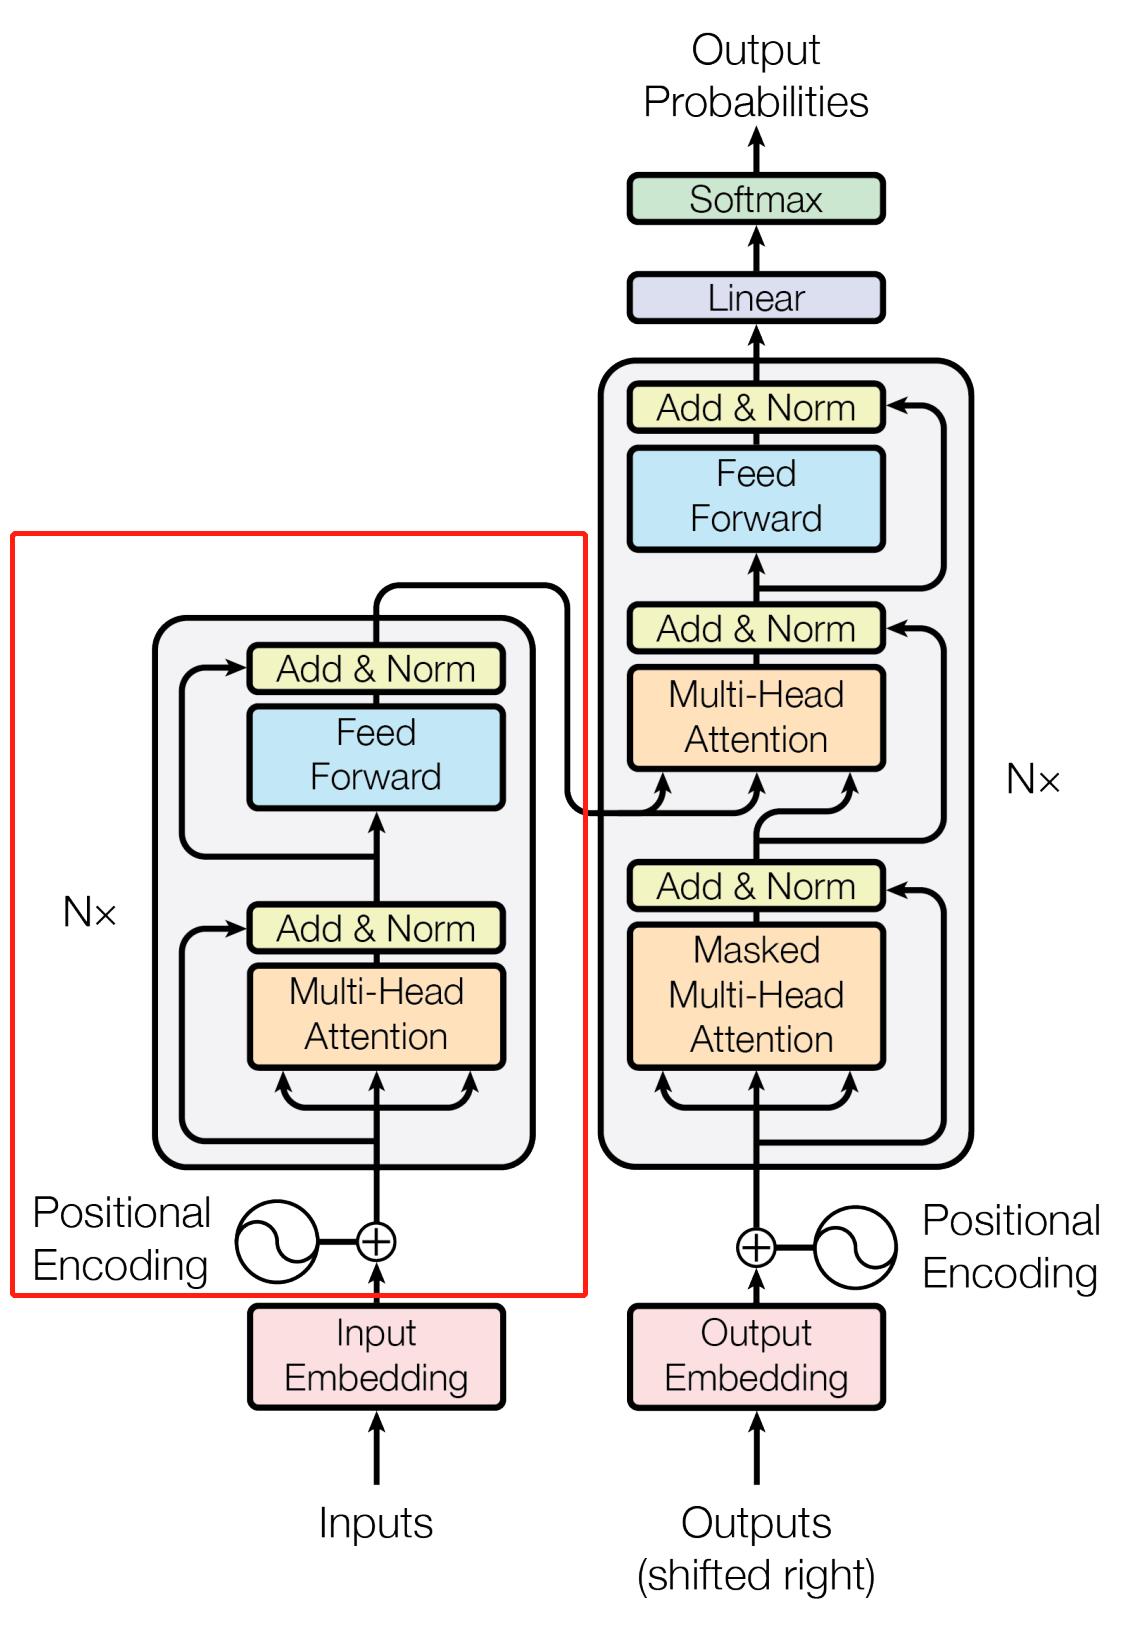 Output
Probabilities
Softmax
Linear
Add & Norm
Feed
Forward
Add & Norm
Multi-Head
Attention
Nx
Add & Norm
Masked
Multi-Head
Attention
Add & Norm
Feed
Forward
Nx
Add & Norm
Multi-Head
Attention
Positional
Encoding
Positional
Encoding
Input
Embedding
Output
Embedding
Inputs
Outputs
(shifted right)